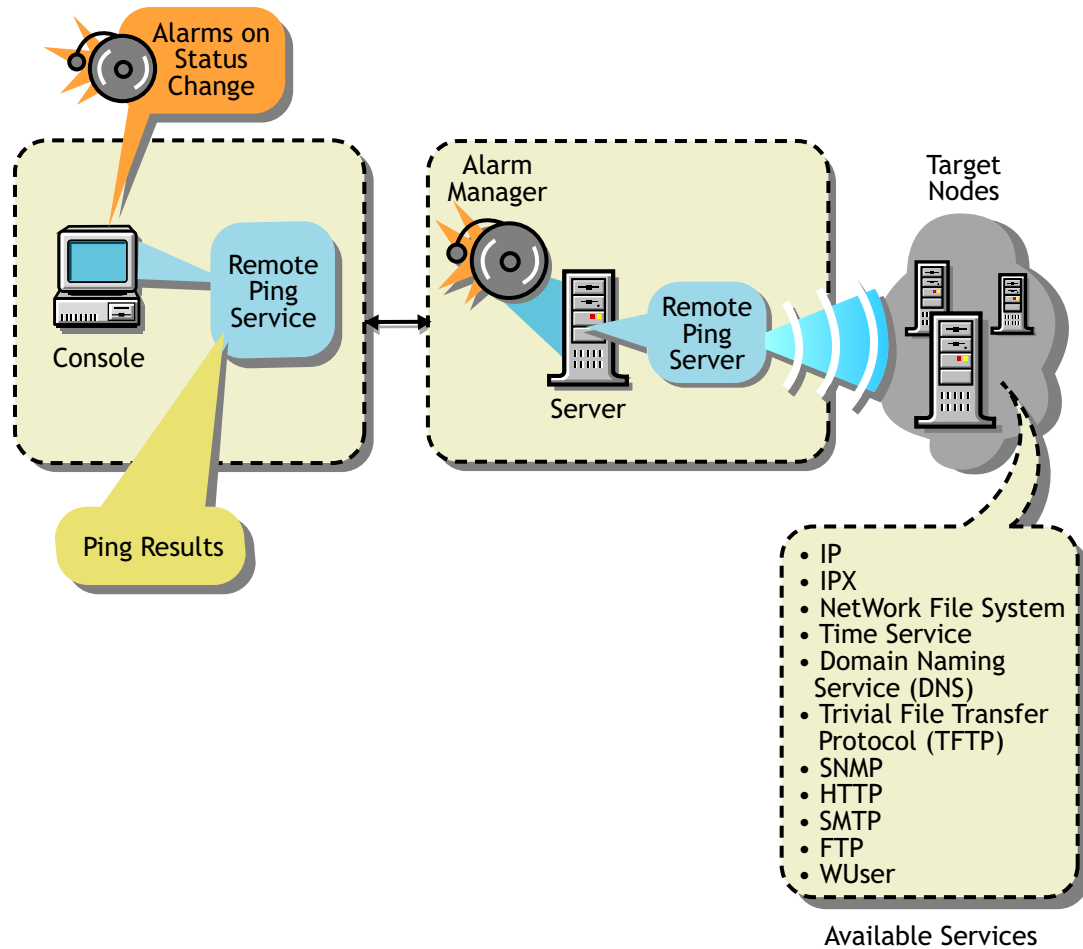 Alarms on
Status
Change
Alarm
Manager
Target
Nodes
Remote
Ping
Service
Console
Remote
Ping
Server
Server
Ping Results
• IP
• IPX
• NetWork File System
• Time Service
• Domain Naming
Service (DNS)
• Trivial File Transfer
Protocol (TFTP)
• SNMP
• HTTP
• SMTP
• FTP
• WUser
Available Services